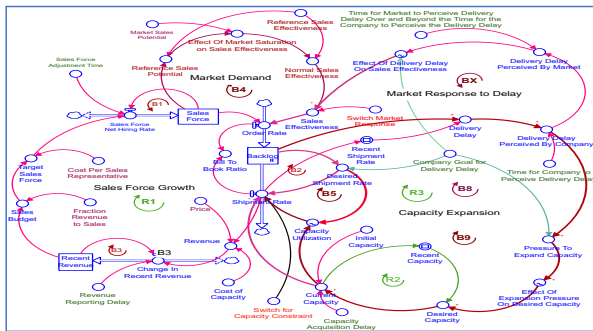 Market Sales
Potential
Reference Sales
Effectiveness
Time for Market to Perceive Delivery
Delay Over and Beyond the Time for the
Company to Perceive the Delivery Delay
Effect Of Market Saturation
on Sales Effectiveness
Sales Force
Adjustment Time
Reference Sales
Potential
Market Demand
B4
Normal Sales
Effectiveness
Effect Of Delivery Delay
On Sales Effectiveness
Delivery Delay
Perceived By Market
BX
Market Response to Delay
B1
Sales
Force
Sales Force
Net Hiring Rate
Order Rate
Sales
Effectiveness
Switch Market
Response
Delivery
Delay
Delivery Delay
Perceived By Company
Target
Sales Force
Bill To
Book Ratio
Backlog
Recent
Shipment Rate
B2
Desired
Shipment Rate
Company Goal for
Delivery Delay
Time for Company to
Perceive Delivery Delay
Cost Per Sales
Representative
Sales Force Growth
R1
Shipment Rate
B5
R3
B8
Sales
Budget
Fraction
Revenue
to Sales
Price
Capacity Expansion
Revenue
Capacity
Utilization
Initial
Capacity
B9
Pressure To
Expand Capacity
Recent
Revenue
B3
B3
Change In
Recent Revenue
Recent
Capacity
R2
Revenue
Reporting Delay
Cost of
Capacity
Current
Capacity
Effect Of
Expansion Pressure
On Desired Capacity
Switch for
Capacity Constraint
Capacity
Acquisition Delay
Desired
Capacity